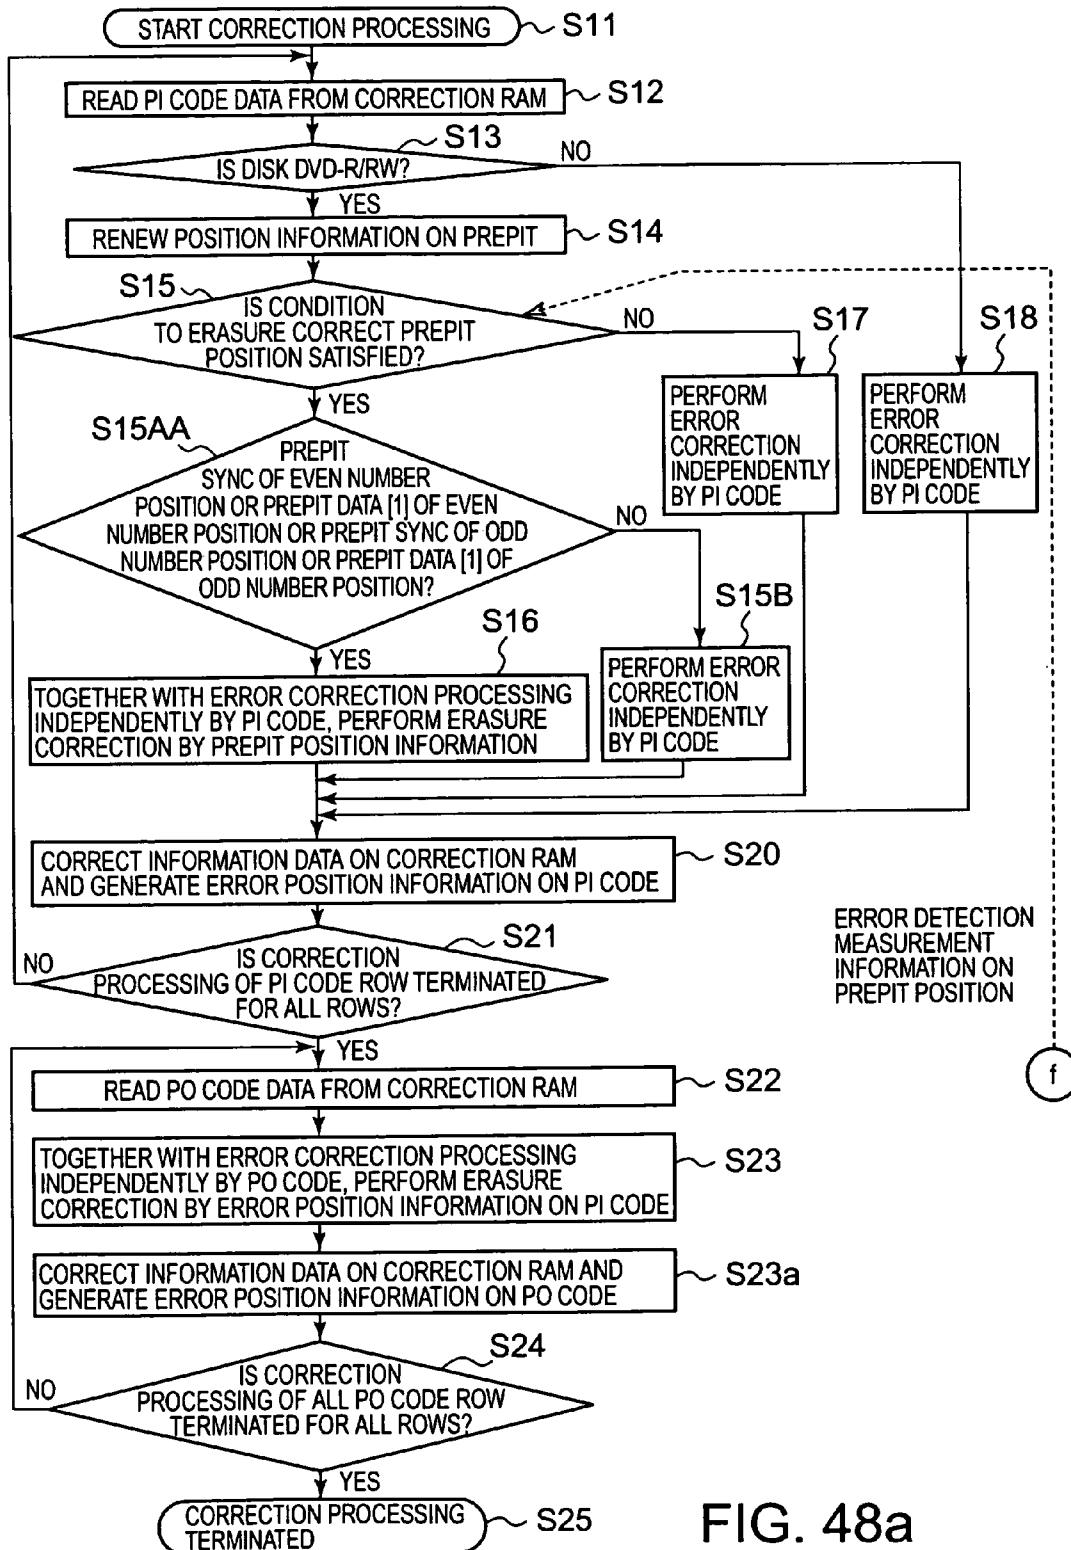 START CORRECTION PROCESSING
S11
READ PI CODE DATA FROM CORRECTION RAM
S12
S13
IS DISK DVD-R/RW?
NO
YES
RENEW POSITION INFORMATION ON PREPIT
S14
S15
IS CONDITION
TO ERASURE CORRECT PREPIT
POSITION SATISFIED?
NO
YES
S17
PERFORM
ERROR
CORRECTION
INDEPENDENTLY
BY PI CODE
S18
PERFORM
ERROR
CORRECTION
INDEPENDENTLY
BY PI CODE
S15AA
PREPIT
SYNC OF EVEN NUMBER
POSITION OR PREPIT DATA [1] OF EVEN
NUMBER POSITION OR PREPIT SYNC OF ODD
NUMBER POSITION OR PREPIT DATA [1] OF
ODD NUMBER POSITION?
NO
YES
S15B
PERFORM ERROR
CORRECTION
INDEPENDENTLY
BY PI CODE
S16
TOGETHER WITH ERROR CORRECTION PROCESSING
INDEPENDENTLY BY PI CODE, PERFORM ERASURE
CORRECTION BY PREPIT POSITION INFORMATION
CORRECT INFORMATION DATA ON CORRECTION RAM
AND GENERATE ERROR POSITION INFORMATION ON PI CODE
S20
S21
IS CORRECTION
PROCESSING OF PI CODE ROW TERMINATED
FOR ALL ROWS?
NO
YES
ERROR DETECTION
MEASUREMENT
INFORMATION ON
PREPIT POSITION
f
READ PO CODE DATA FROM CORRECTION RAM
S22
TOGETHER WITH ERROR CORRECTION PROCESSING
INDEPENDENTLY BY PO CODE, PERFORM ERASURE
CORRECTION BY ERROR POSITION INFORMATION ON PI CODE
S23
CORRECT INFORMATION DATA ON CORRECTION RAM AND
GENERATE ERROR POSITION INFORMATION ON PO CODE
S23a
S24
IS CORRECTION
PROCESSING OF ALL PO CODE ROW
TERMINATED FOR ALL ROWS?
NO
YES
CORRECTION PROCESSING
TERMINATED
S25
FIG. 48a